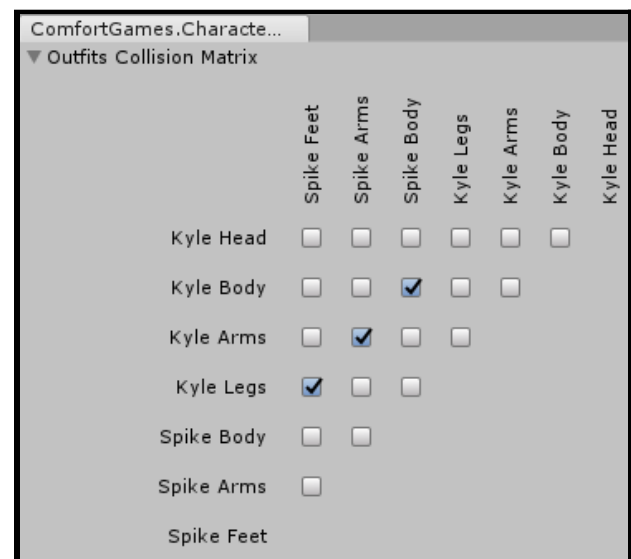 ComfortGames.Characte...
Outfits Collision Matrix
Spike Feet
Spike Arms
Spike Body
Kyle Legs
Kyle Arms
Kyle Body
Kyle Head
Kyle Head
Kyle Body
Kyle Arms
Kyle Legs
Spike Body
Spike Arms
Spike Feet